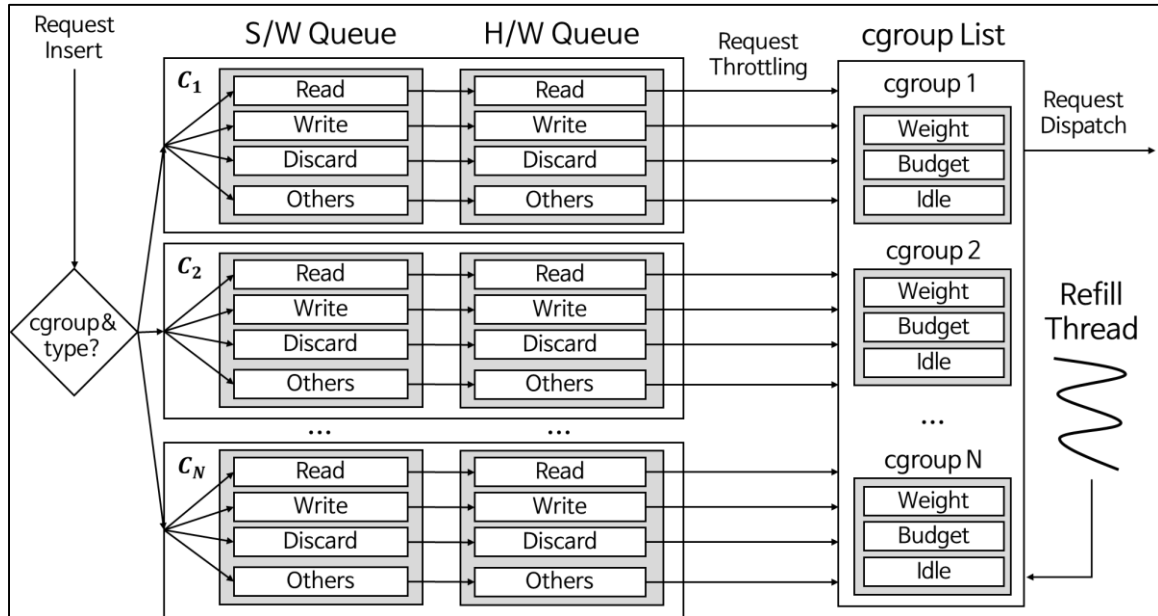 Request
Insert
S/W Queue
H/W Queue
Request
Throttling
cgroup List
C1
Read
Read
Write
Write
Discard
Discard
Others
Others
cgroup 1
Weight
Budget
Idle
Request
Dispatch
cgroup&
type?
C2
Read
Read
Write
Write
Discard
Discard
Others
Others
cgroup 2
Weight
Budget
Idle
Refill
Thread
...
...
...
CN
Read
Read
Write
Write
Discard
Discard
Others
Others
cgroup N
Weight
Budget
Idle